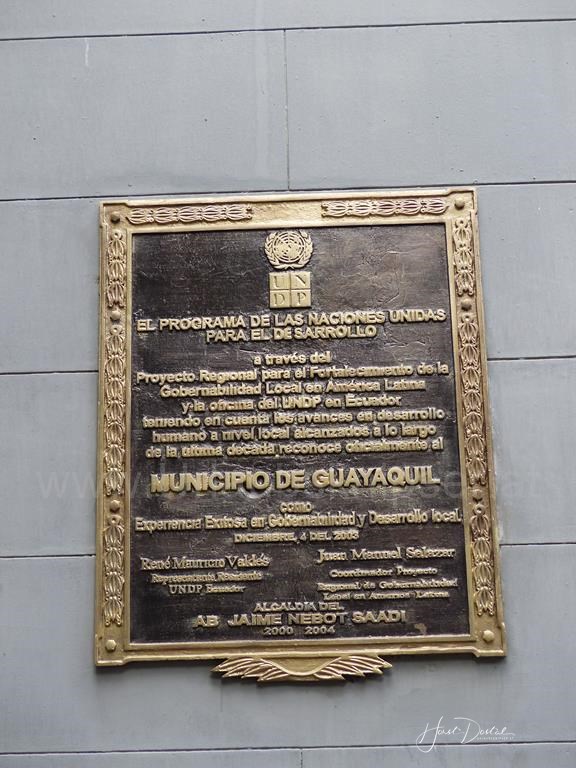 UN
DP
EL PROGRAMA DE LAS NACIONES UNIDAS
PARA EL DESARROLLO
a través del
Proyecto Regional para el Fortalecimiento de la
Gobernabilidad Local en América Latina
y la oficina del UNDP en Ecuador
teniendo en cuenta los avances en desarrollo
humano a nivel local alcanzados a lo largo
de la última década reconoce oficialmente al
MUNICIPIO DE GUAYAQUIL
como
Experiencia Exitosa en Gobernabilidad y Desarrollo local.
DICIEMBRE, 4 DEL 2003
René Mauricio Valdés
Representante Residente
UNDP Ecuador
Juan Manuel Salazar
Coordinador Proyecto
Regional de Gobernabilidad
Local en América Latina
ALCALDIA DEL
AB JAIME NEBOT SAADI
2000 2004